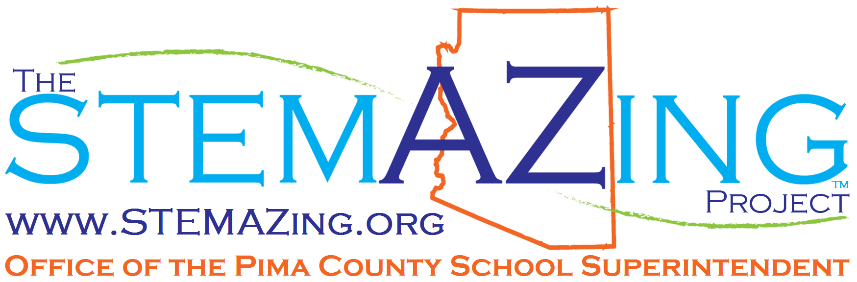 THE
STEMAZING
™
PROJECT
www.STEMAZing.org
OFFICE OF THE PIMA COUNTY SCHOOL SUPERINTENDENT